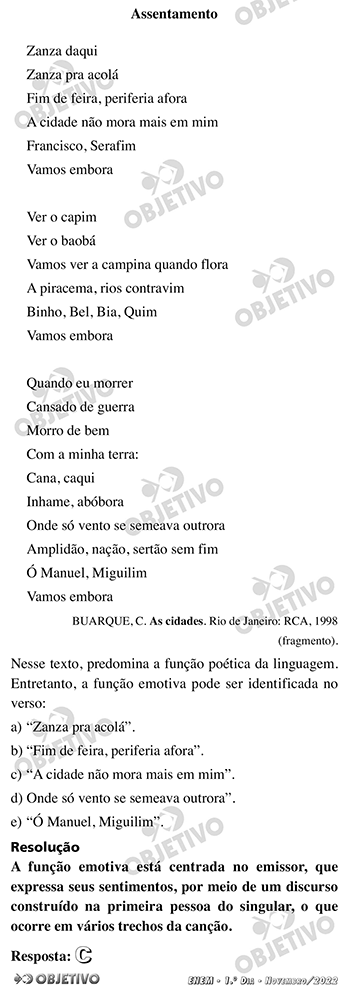 Assentamento
Zanza daqui
Zanza pra acolá
Fim de feira, periferia afora
A cidade não mora mais em mim
Francisco, Serafim
Vamos embora
Ver o capim
Ver o baobá
Vamos ver a campina quando flora
A piracema, rios contravim
Binho, Bel, Bia, Quim
Vamos embora
Quando eu morrer
Cansado de guerra
Morro de bem
Com a minha terra:
Cana, caqui
Inhame, abóbora
Onde só vento se semeava outrora
Amplidão, nação, sertão sem fim
Ó Manuel, Miguilim
Vamos embora
BUARQUE, C. As cidades. Rio de Janeiro: RCA, 1998
(fragmento).
Nesse texto, predomina a função poética da linguagem.
Entretanto, a função emotiva pode ser identificada no
verso:
a) “Zanza pra acolá”.
b) “Fim de feira, periferia afora”.
c) “A cidade não mora mais em mim”.
d) Onde só vento se semeava outrora”.
e) “Ó Manuel, Miguilim”.
Resolução
A função emotiva está centrada no emissor, que
expressa seus sentimentos, por meio de um discurso
construído na primeira pessoa do singular, o que
ocorre em vários trechos da canção.
Resposta: C
OBJETIVO
ENEM • 1.º Dia • Novembro/2022